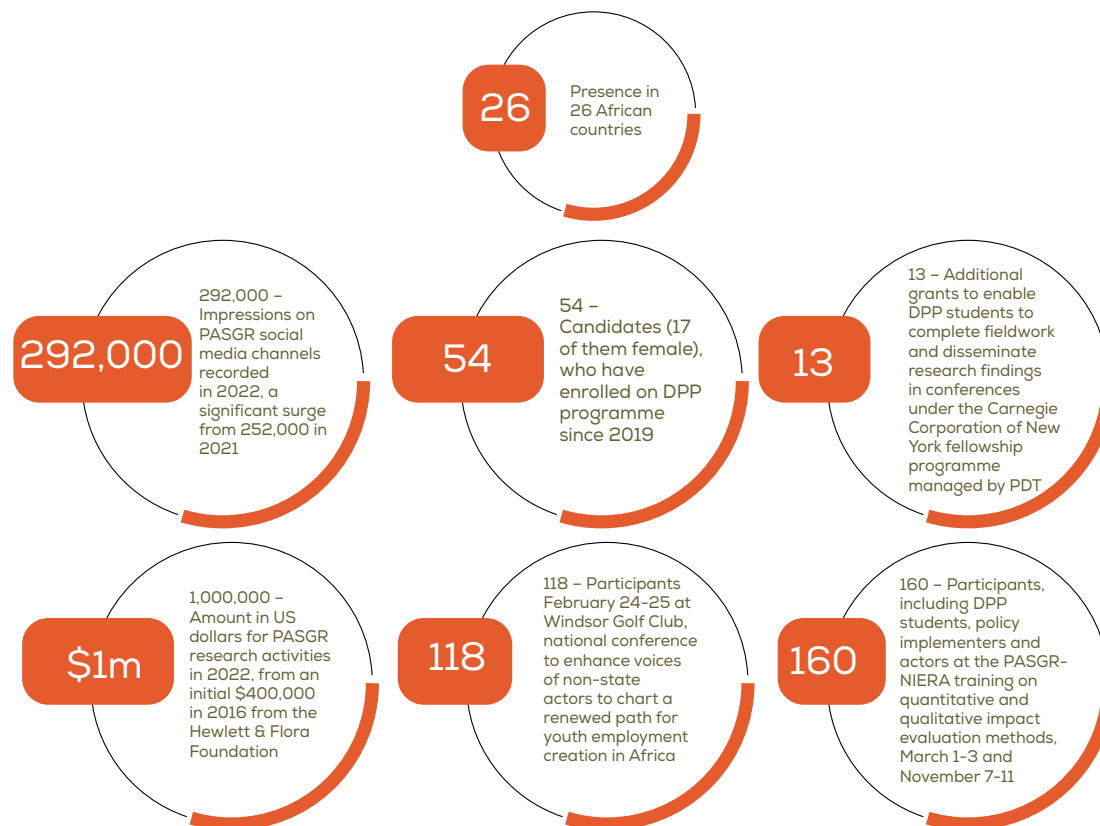 26
Presence in
26 African
countries
292,000
292,000 –
Impressions on
PASGR social
media channels
recorded
in 2022, a
significant surge
from 252,000 in
2021
54
54 –
Candidates (17
of them female),
who have
enrolled on DPP
programme
since 2019
13
13 – Additional
grants to enable
DPP students to
complete fieldwork
and disseminate
research findings
in conferences
under the Carnegie
Corporation of New
York fellowship
programme
managed by PDT
$1m
1,000,000 –
Amount in US
dollars for PASGR
research activities
in 2022, from an
initial $400,000
in 2016 from the
Hewlett & Flora
Foundation
118
118 – Participants
February 24-25 at
Windsor Golf Club,
national conference
to enhance voices
of non-state
actors to chart a
renewed path for
youth employment
creation in Africa
160
160 – Participants,
including DPP
students, policy
implementers and
actors at the PASGR-
NIERA training on
quantitative and
qualitative impact
evaluation methods,
March 1-3 and
November 7-11